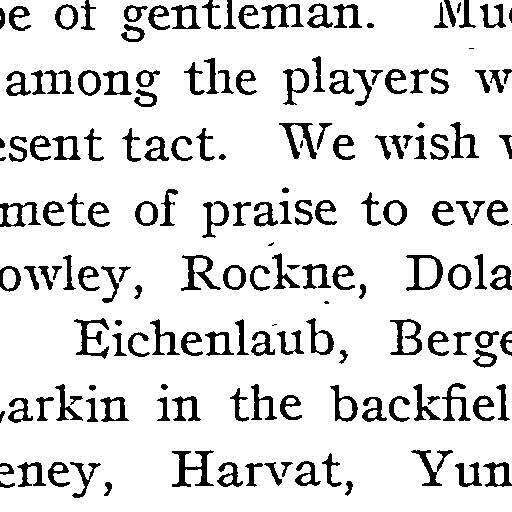 be of gentleman. Muc
among the players w
esent tact. We wish w
mete of praise to eve
owley, Rockne, Dola
Eichenlaub, Berge
Larkin in the backfiel
eney, Harvat, Yun